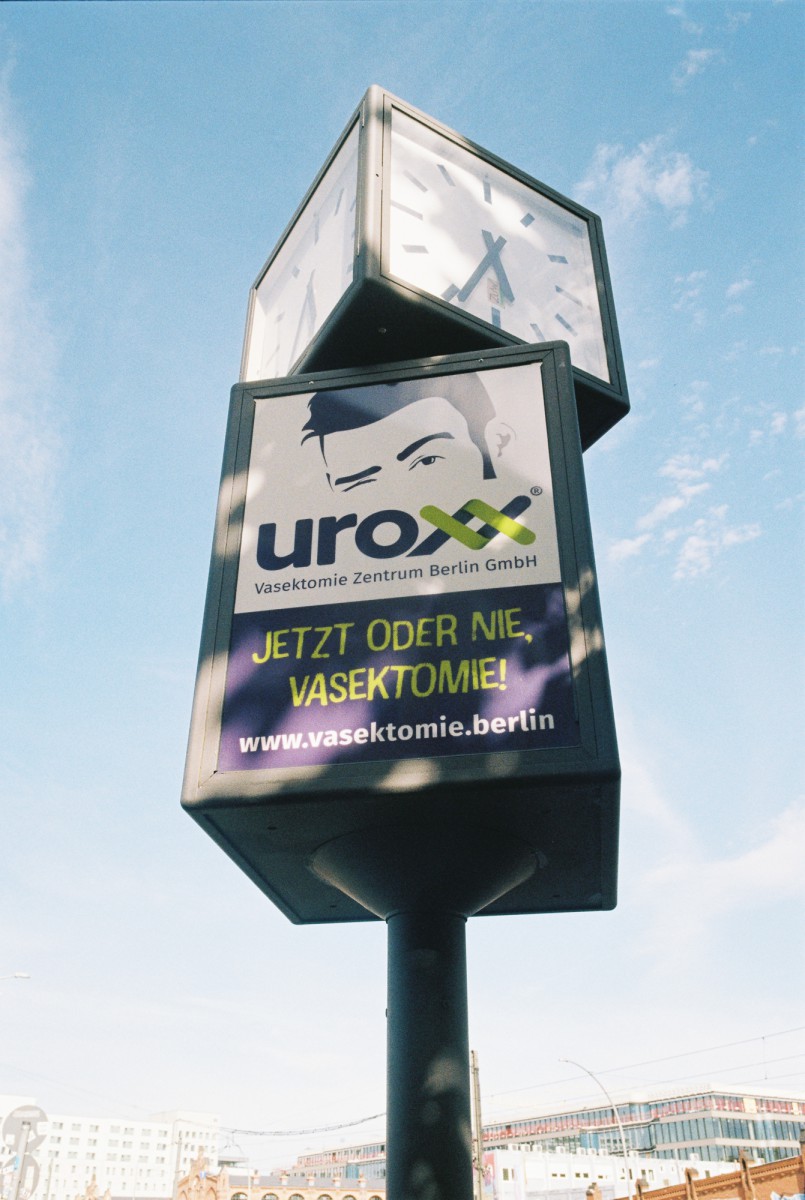 uroxx®
Vasektomie Zentrum Berlin GmbH
JETZT ODER NIE,
VASEKTOMIE!
www.vasektomie.berlin